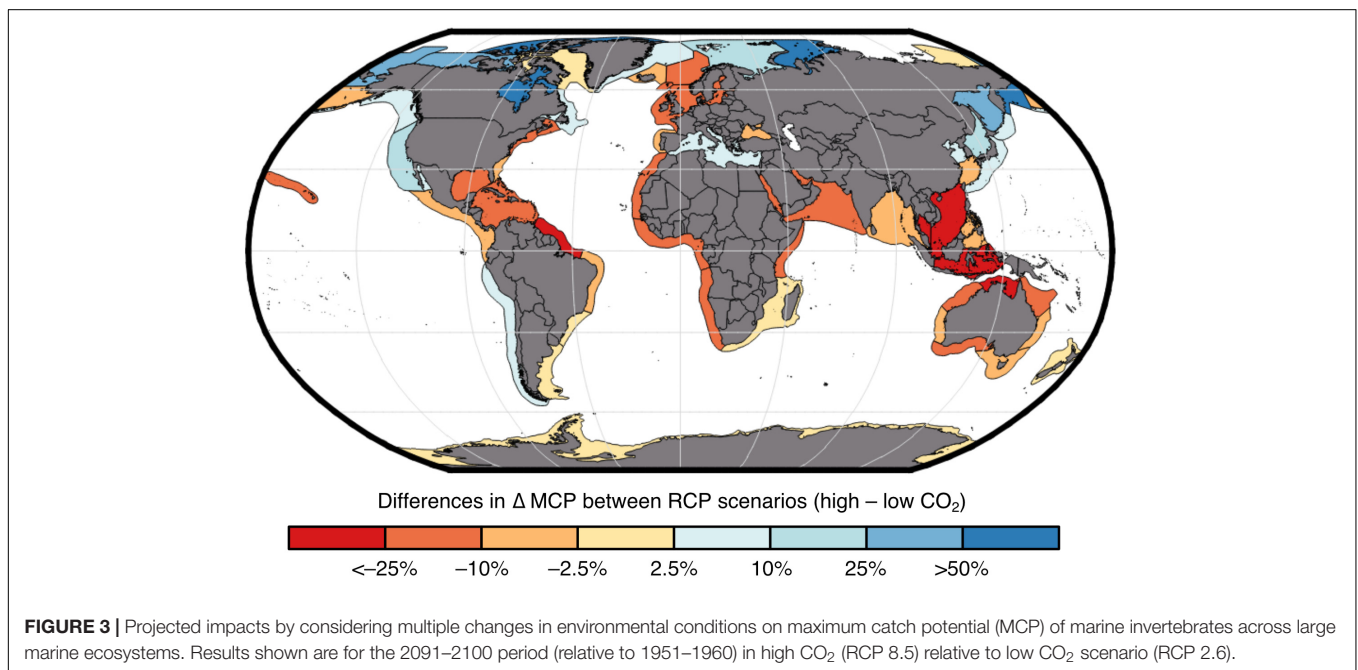 Differences in Δ MCP between RCP scenarios (high – low CO₂)
<–25% –10% –2.5% 2.5% 10% 25% >50%
FIGURE 3 | Projected impacts by considering multiple changes in environmental conditions on maximum catch potential (MCP) of marine invertebrates across large
marine ecosystems. Results shown are for the 2091–2100 period (relative to 1951–1960) in high CO₂ (RCP 8.5) relative to low CO₂ scenario (RCP 2.6).